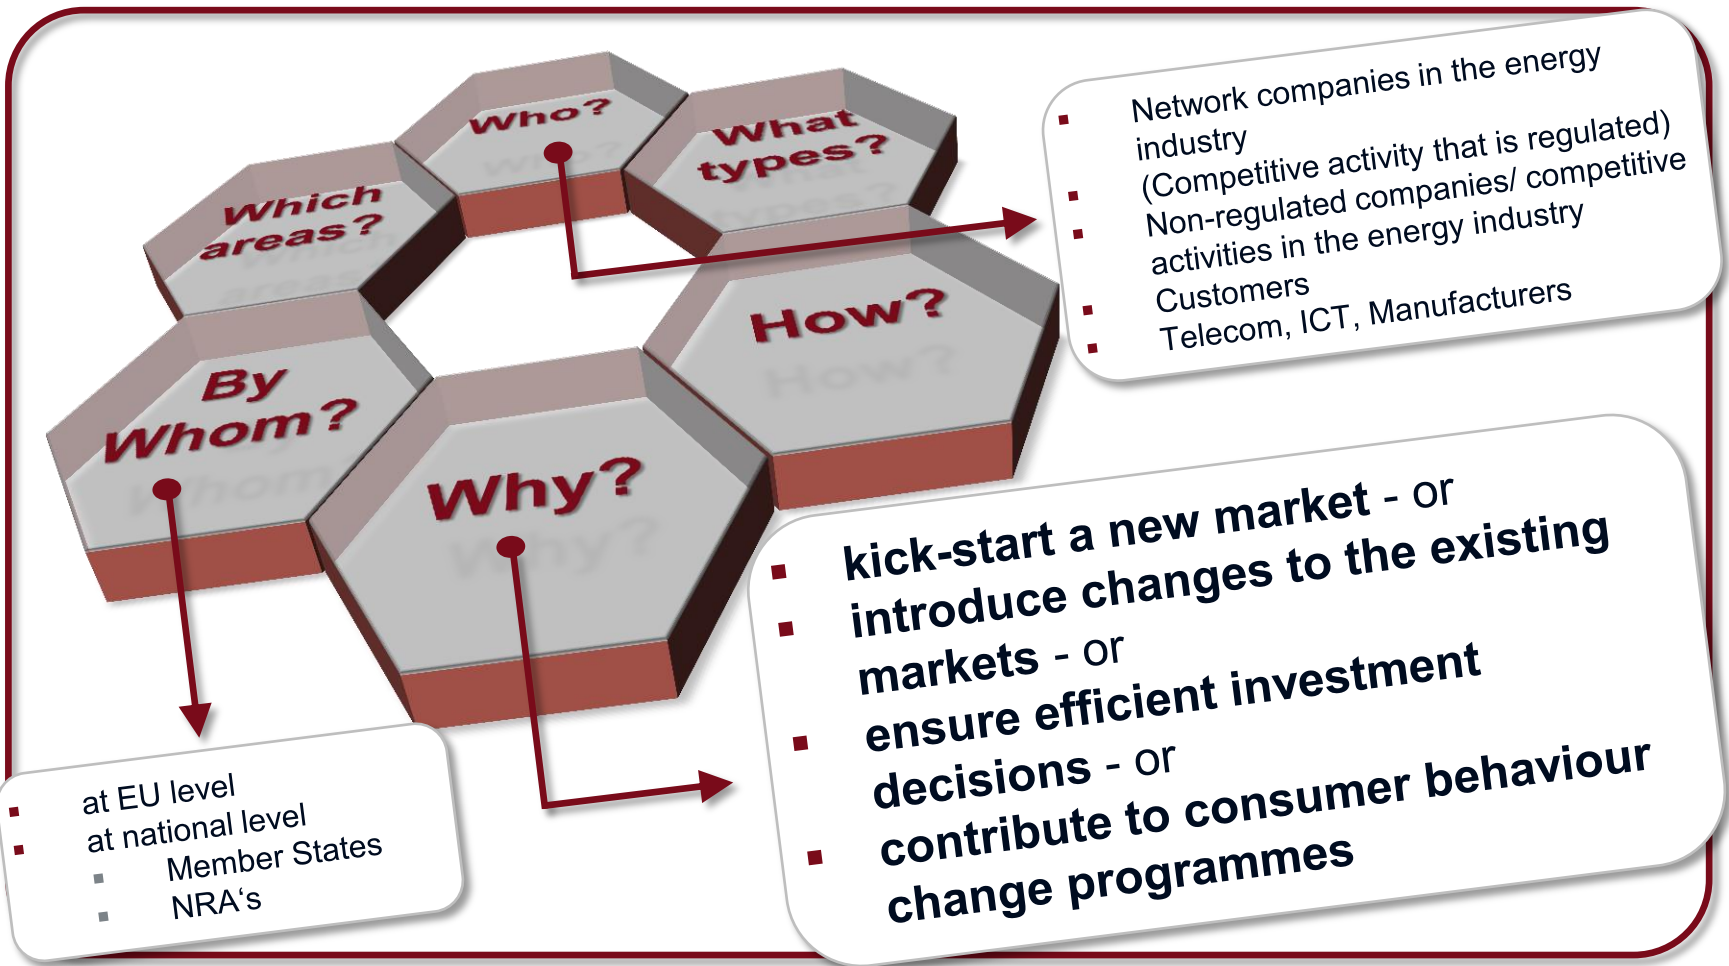 Who?
What
types?
Which
areas?
How?
By
Whom?
Why?
▪ Network companies in the energy
industry
▪ (Competitive activity that is regulated)
▪ Non-regulated companies/ competitive
activities in the energy industry
▪ Customers
▪ Telecom, ICT, Manufacturers
▪ kick-start a new market - or
▪ introduce changes to the existing
markets - or
▪ ensure efficient investment
decisions - or
▪ contribute to consumer behaviour
change programmes
▪ at EU level
▪ at national level
▪ Member States
▪ NRA‘s